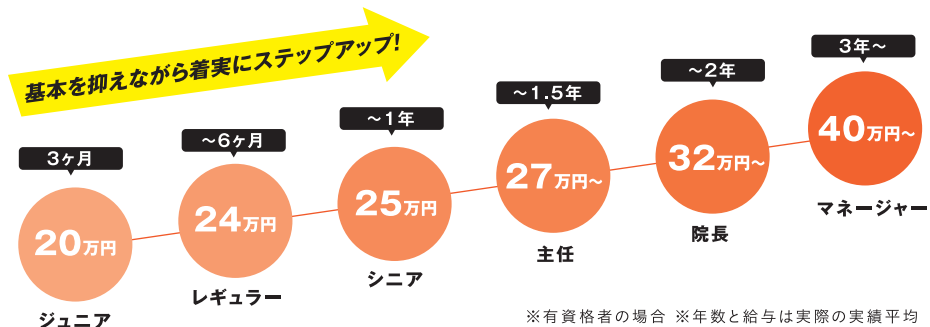 基本を抑えながら着実にステップアップ!
3ヶ月
20万円
ジュニア
～6ヶ月
24万円
レギュラー
～1年
25万円
シニア
～1.5年
27万円～
主任
～2年
32万円～
院長
3年～
40万円～
マネージャー
※有資格者の場合 ※年数と給与は実際の実績平均